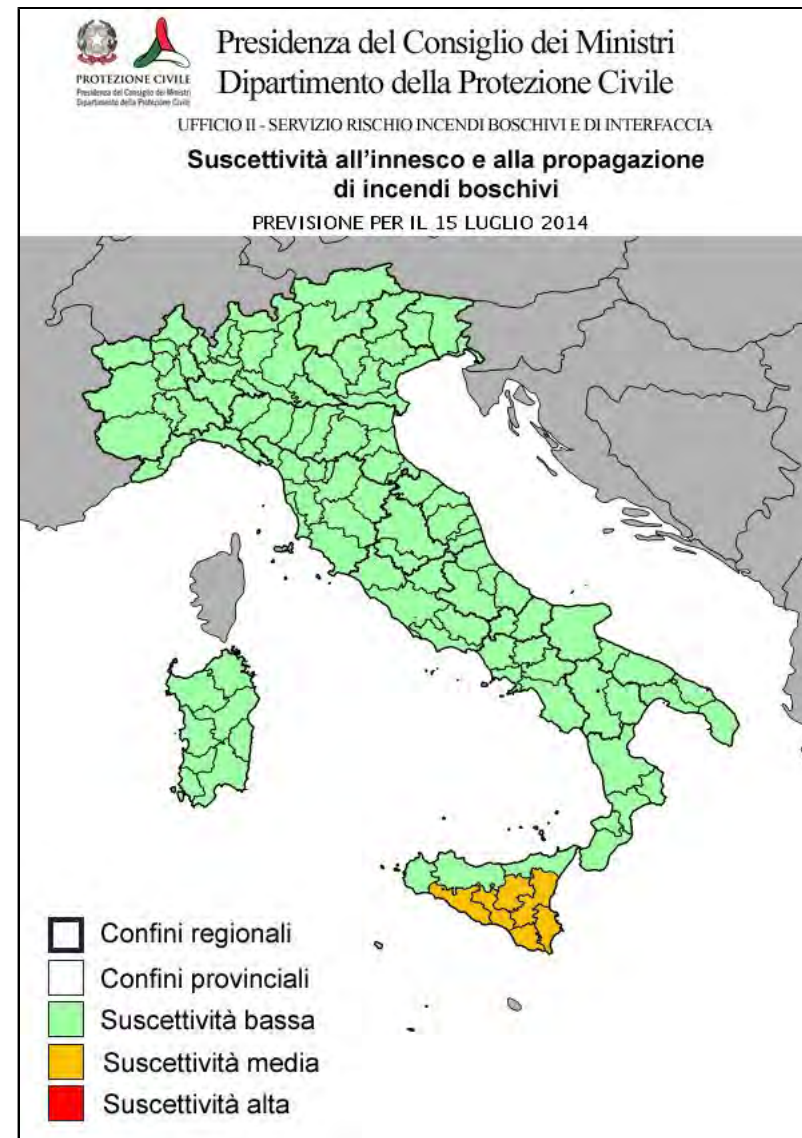 Presidenza del Consiglio dei Ministri
Dipartimento della Protezione Civile
PROTEZIONE CIVILE
Presidenza del Consiglio dei Ministri
Dipartimento della Protezione Civile
UFFICIO II - SERVIZIO RISCHIO INCENDI BOSCHIVI E DI INTERFACCIA
Suscettività all'innesco e alla propagazione
di incendi boschivi
PREVISIONE PER IL 15 LUGLIO 2014
Confini regionali
Confini provinciali
Suscettività bassa
Suscettività media
Suscettività alta